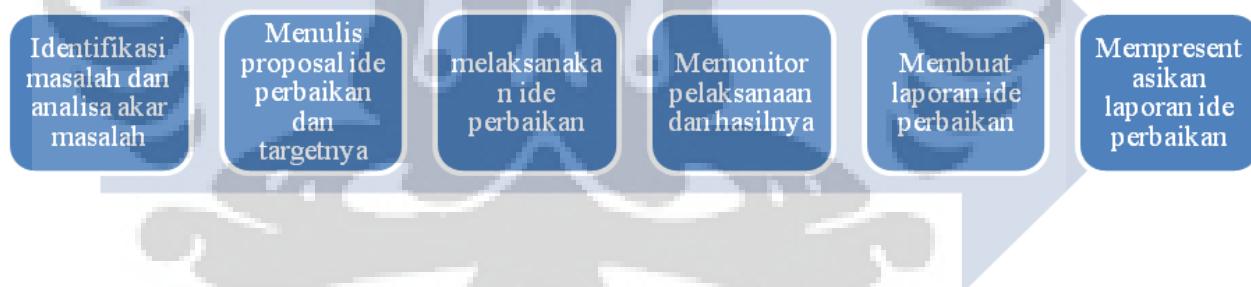 Identifikasi
masalah dan
analisa akar
masalah
Menulis
proposal ide
perbaikan
dan
targetnya
melaksanaka
n ide
perbaikan
Memonitor
pelaksanaan
dan hasilnya
Membuat
laporan ide
perbaikan
Mempresent
asikan
laporan ide
perbaikan